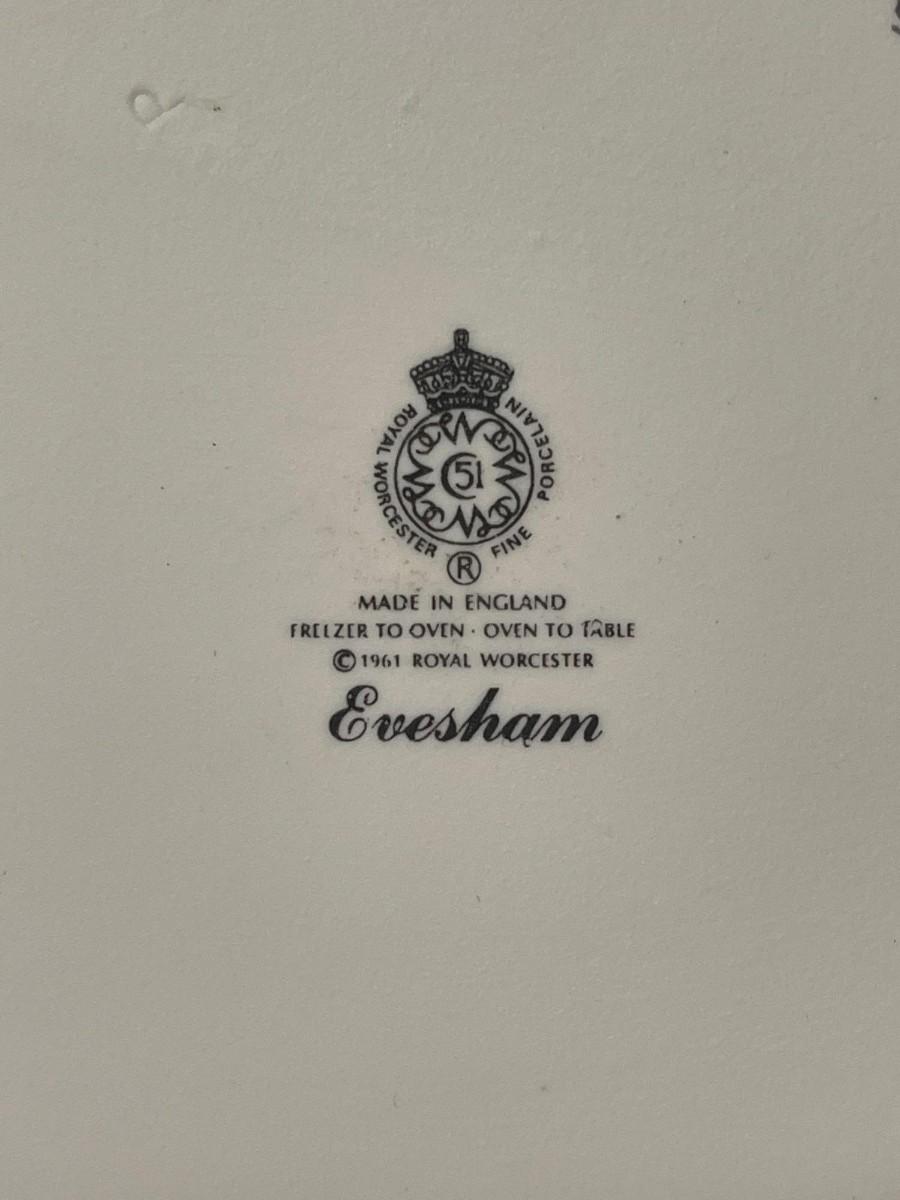 ROYAL WORCESTER FINE PORCELAIN
51
®
MADE IN ENGLAND
FREEZER TO OVEN · OVEN TO TABLE
© 1961 ROYAL WORCESTER
Evesham